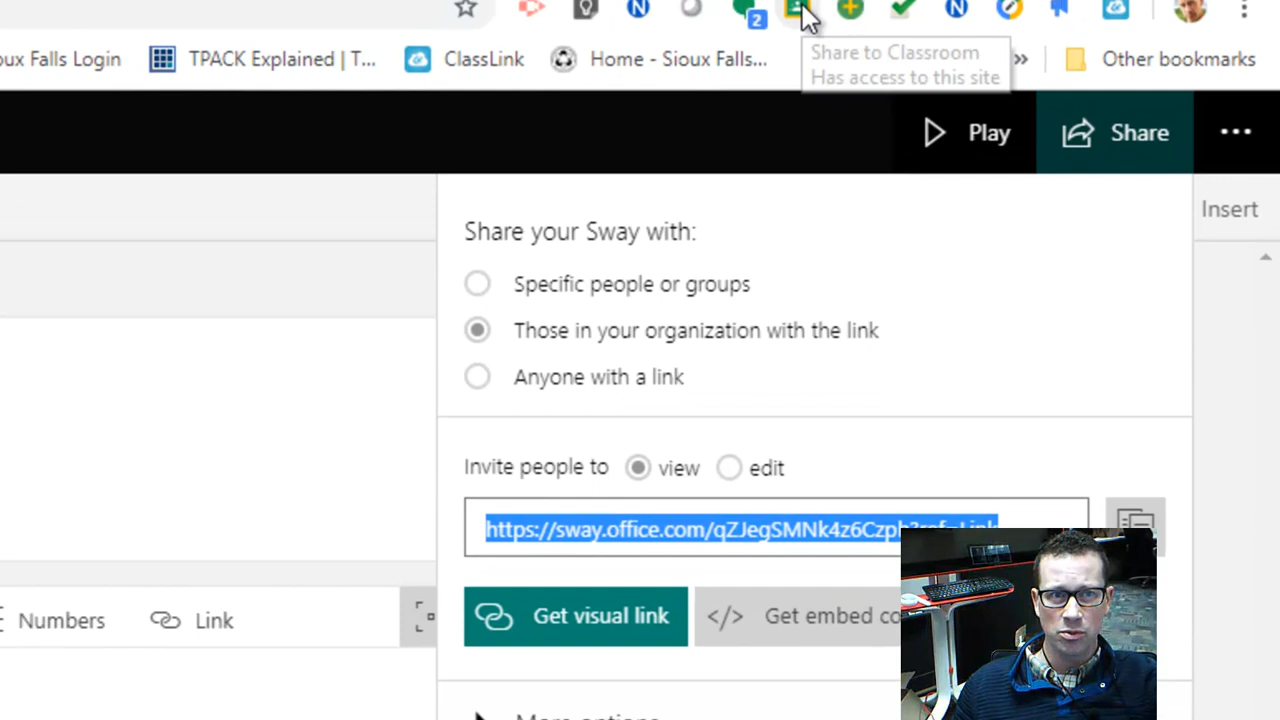 2
oux Falls Login
TPACK Explained | T...
ClassLink
Home - Sioux Falls...
»
Other bookmarks
Share to Classroom
Has access to this site
Play
Share
Insert
Share your Sway with:
Specific people or groups
Those in your organization with the link
Anyone with a link
Invite people to
view
edit
https://sway.office.com/
Numbers
Link
Get visual link
</> Get embed co
More options